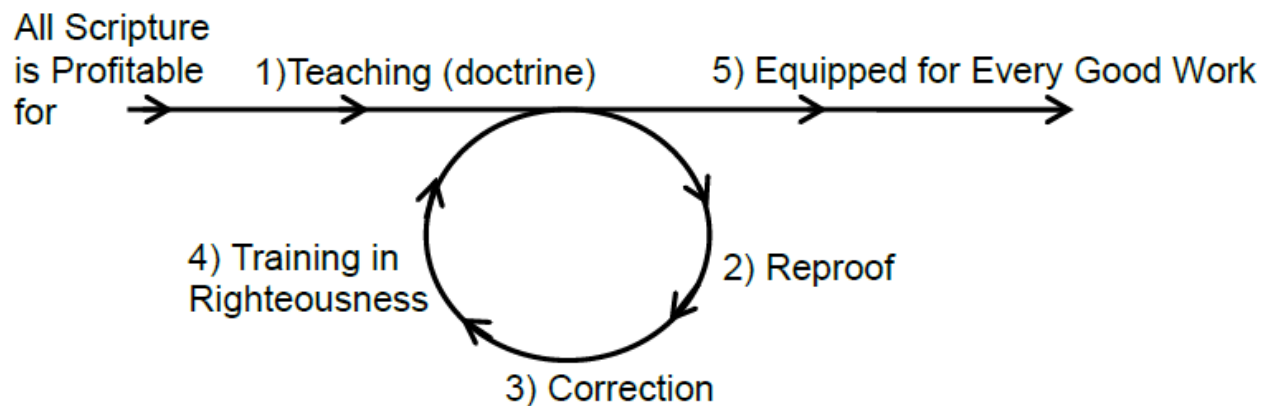 All Scripture
is Profitable
for
1)Teaching (doctrine)
5) Equipped for Every Good Work
2) Reproof
3) Correction
4) Training in
Righteousness